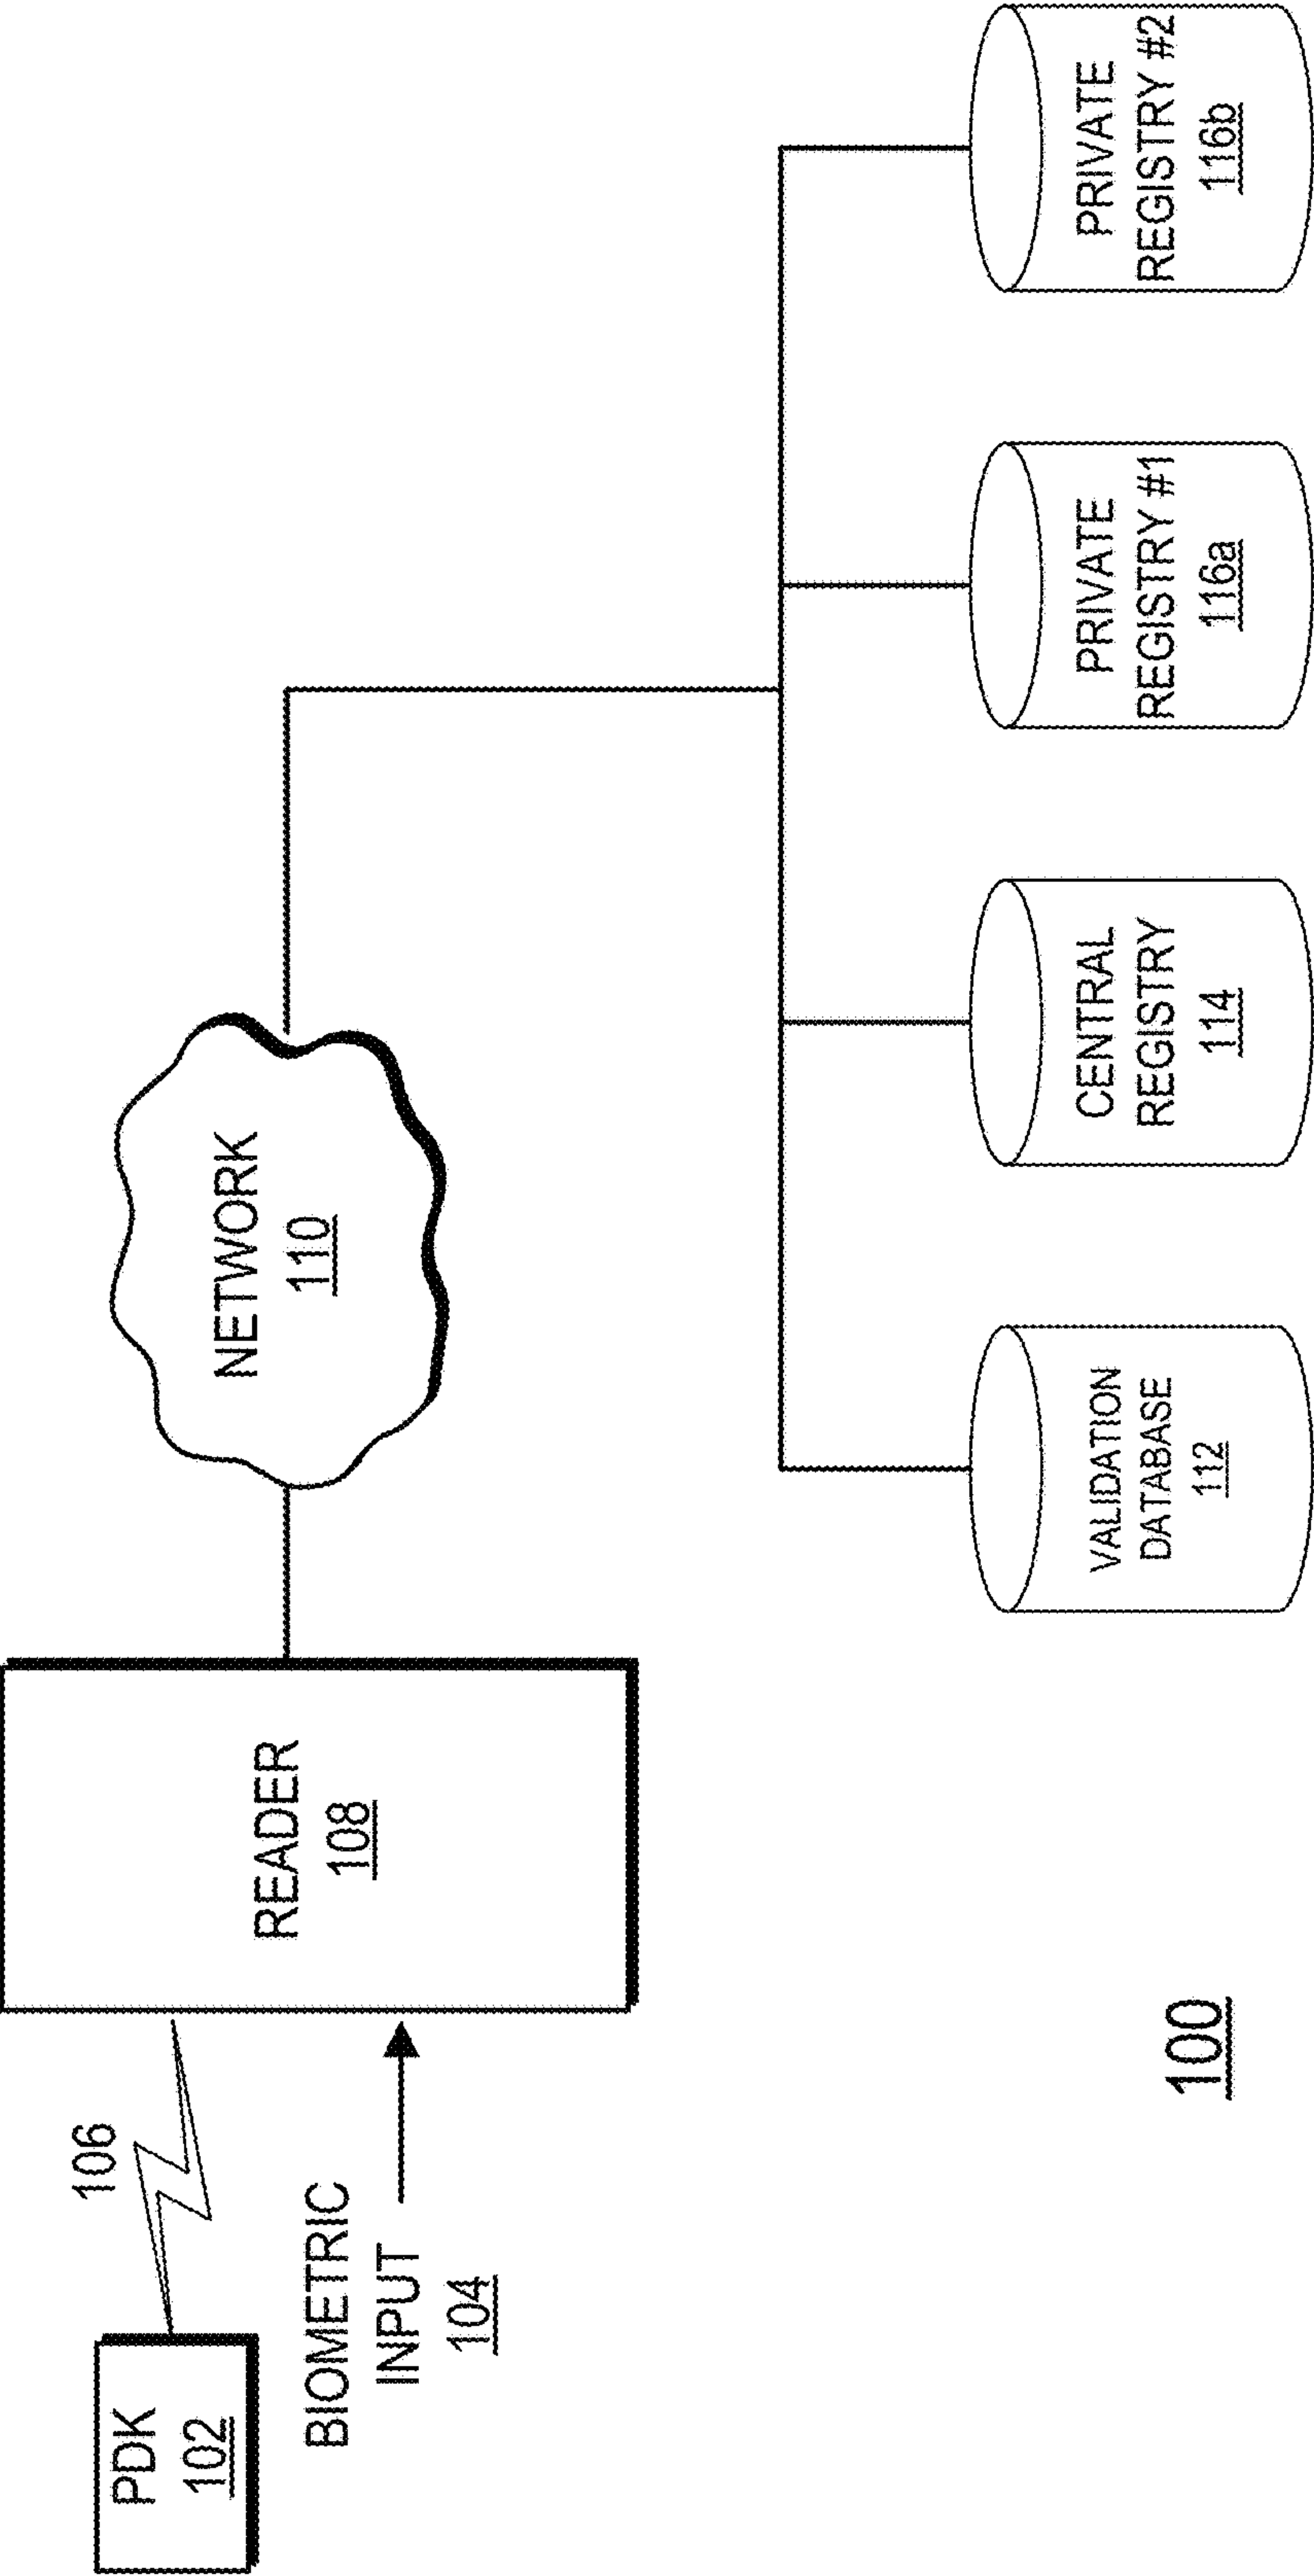 PDK
102
106
BIOMETRIC
INPUT
104
READER
108
NETWORK
110
VALIDATION
DATABASE
112
CENTRAL
REGISTRY
114
PRIVATE
REGISTRY #1
116a
PRIVATE
REGISTRY #2
116b
100